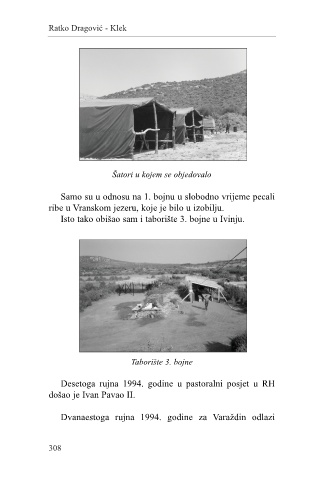 Ratko Dragović - Klek
Šatori u kojem se objedovalo
Samo su u odnosu na 1. bojnu u slobodno vrijeme pecali
ribe u Vranskom jezeru, koje je bilo u izobilju.
Isto tako obišao sam i taborište 3. bojne u Ivinju.
Taborište 3. bojne
Desetoga rujna 1994. godine u pastoralni posjet u RH
došao je Ivan Pavao II.
Dvanaestoga rujna 1994. godine za Varaždin odlazi
308